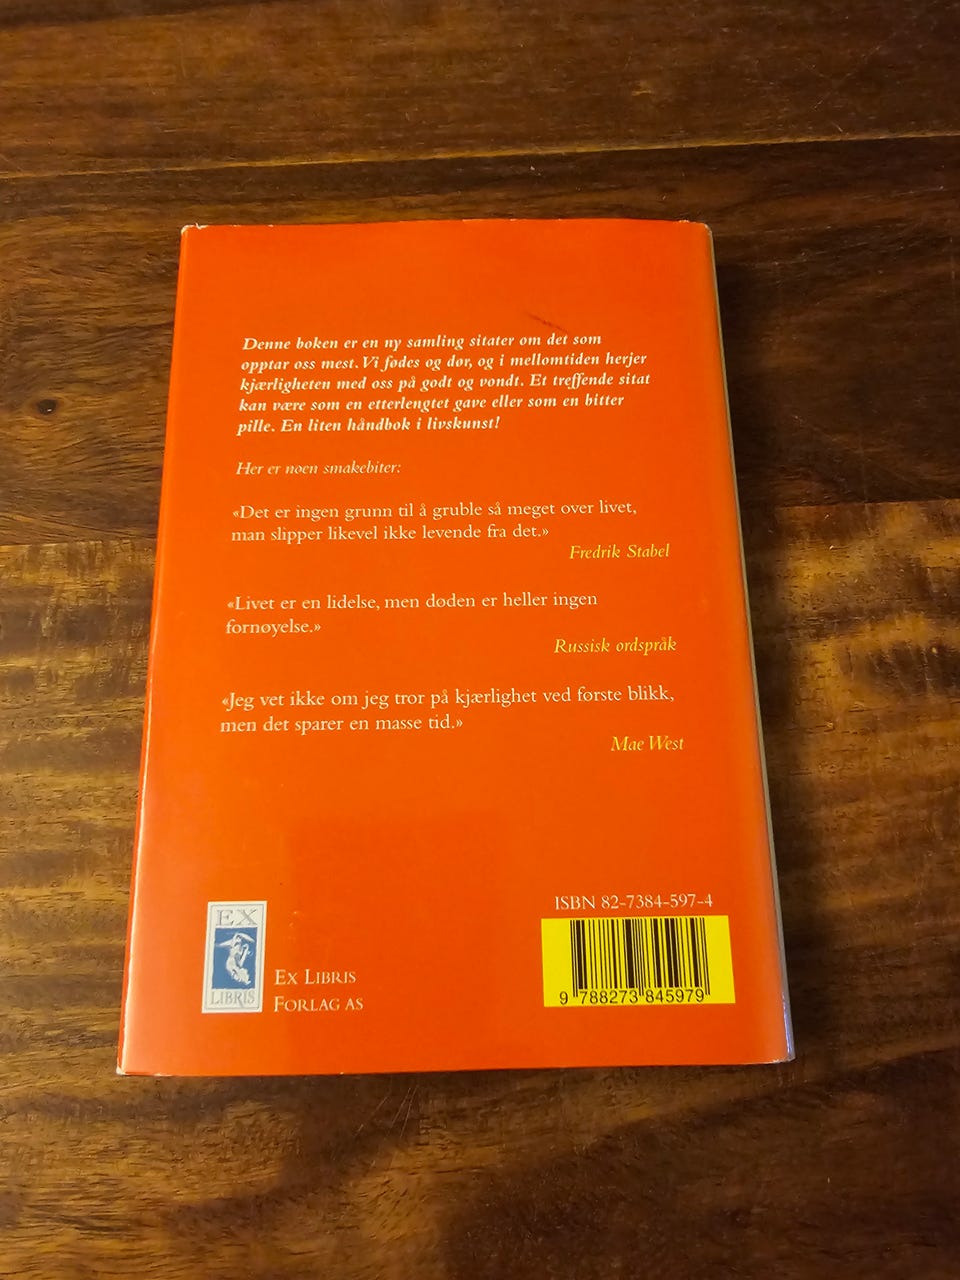 Denne boken er en ny samling sitater om det som
opptar oss mest. Vi fødes og dør, og i mellomtiden herjer
kjærligheten med oss på godt og vondt. Et treffende sitat
kan være som en etterlengtet gave eller som en bitter
pille. En liten håndbok i livskunst!
Her er noen smakebiter:
«Det er ingen grunn til å gruble så meget over livet,
man slipper likevel ikke levende fra det.»
Fredrik Stabel
«Livet er en lidelse, men døden er heller ingen
fornøyelse.»
Russisk ordspråk
«Jeg vet ikke om jeg tror på kjærlighet ved første blikk,
men det sparer en masse tid.»
Mae West
EX
LIBRIS
EX LIBRIS
FORLAG AS
ISBN 82-7384-597-4
9 788273 845979